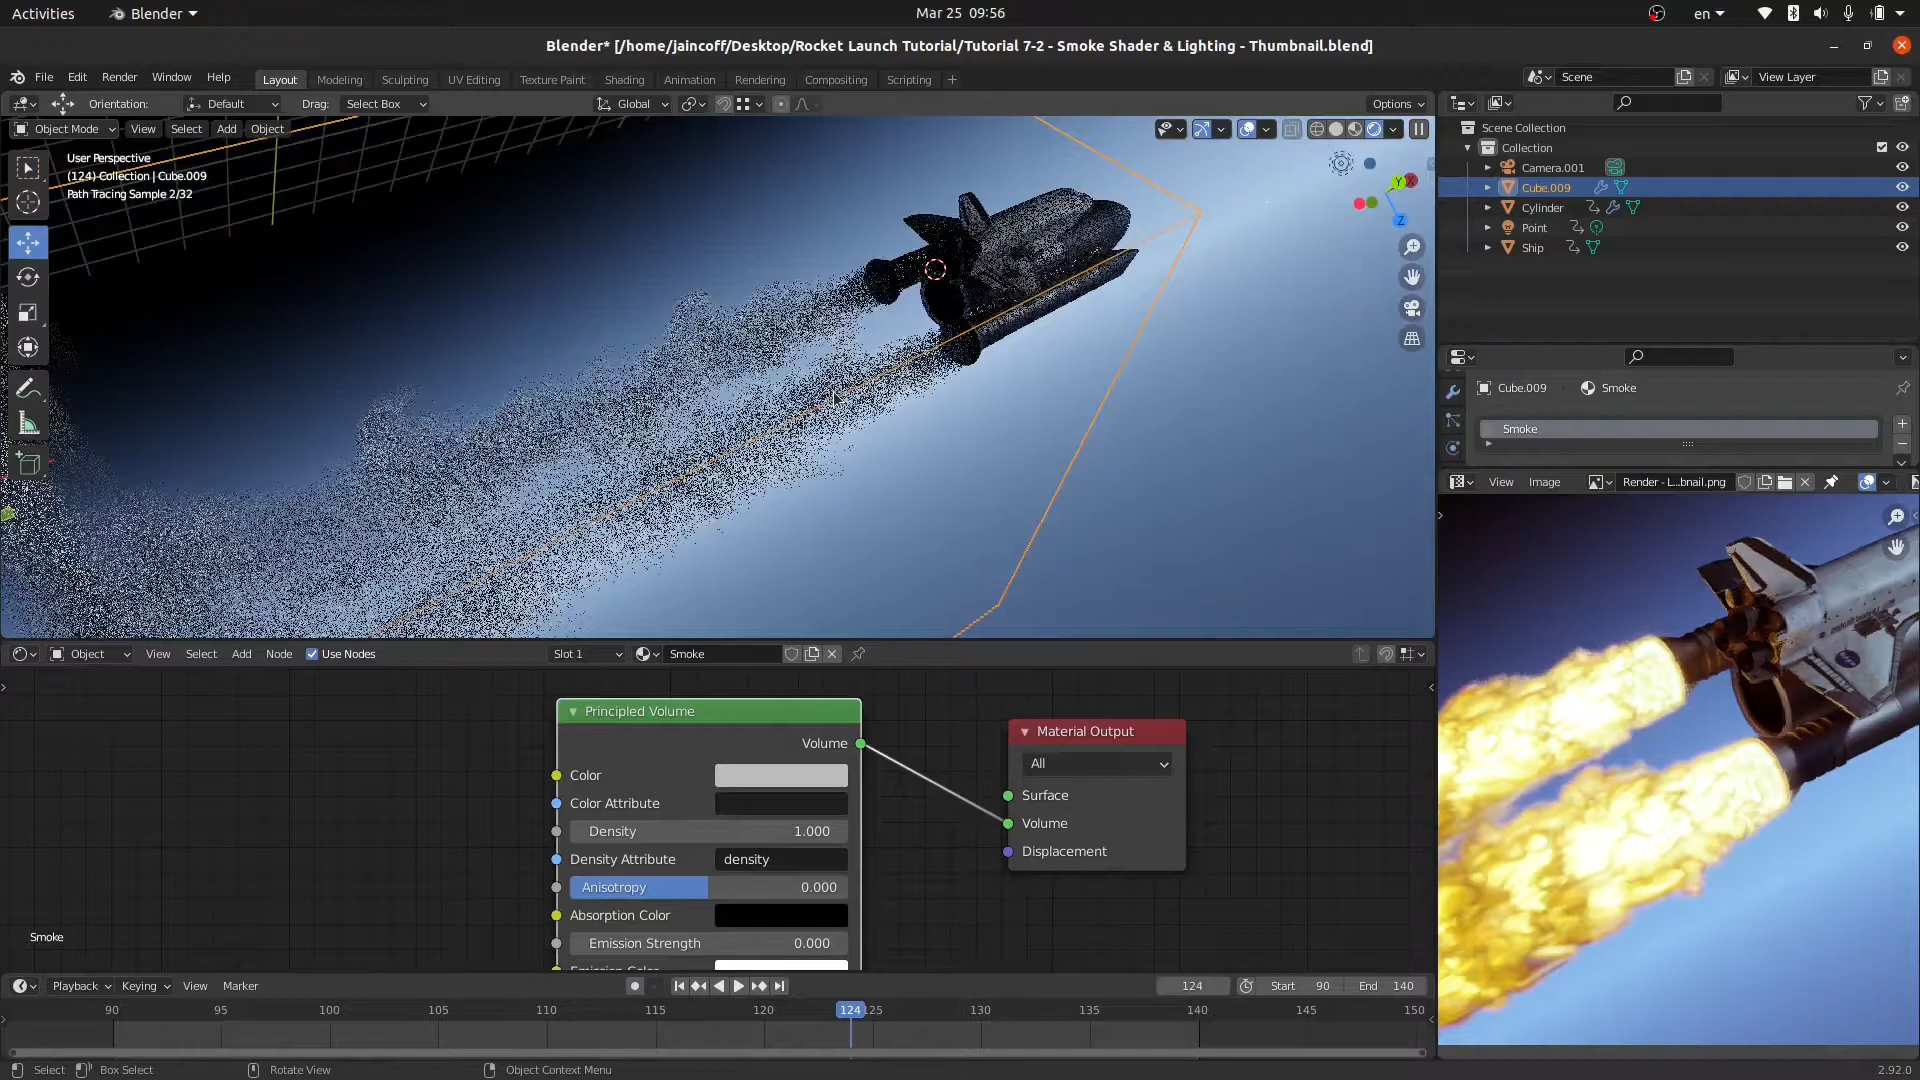 Activities
Blender
Mar 25 09:56
en
Blender* [/home/jaincoff/Desktop/Rocket Launch Tutorial/Tutorial 7-2 - Smoke Shader & Lighting - Thumbnail.blend]
File Edit Render Window Help
Layout Modeling Sculpting UV Editing Texture Paint Shading Animation Rendering Compositing Scripting +
Scene
View Layer
Orientation: Default Drag: Select Box
Global
Options
Object Mode View Select Add Object
User Perspective
(124) Collection | Cube.009
Path Tracing Sample 2/32
Y X
Z
Scene Collection
Collection
Camera.001
Cube.009
Cylinder
Point
Ship
Cube.009 Smoke
Smoke
View Image Render - L...bnail.png
Object View Select Add Node Use Nodes Slot 1 Smoke
Principled Volume
Volume
Color
Color Attribute
Density 1.000
Density Attribute density
Anisotropy 0.000
Absorption Color
Emission Strength 0.000
Material Output
All
Surface
Volume
Displacement
Smoke
Playback Keying View Marker
124 Start 90 End 140
90 95 100 105 110 115 120 124 125 130 135 140 145 150
Select Box Select Rotate View Object Context Menu 2.92.0